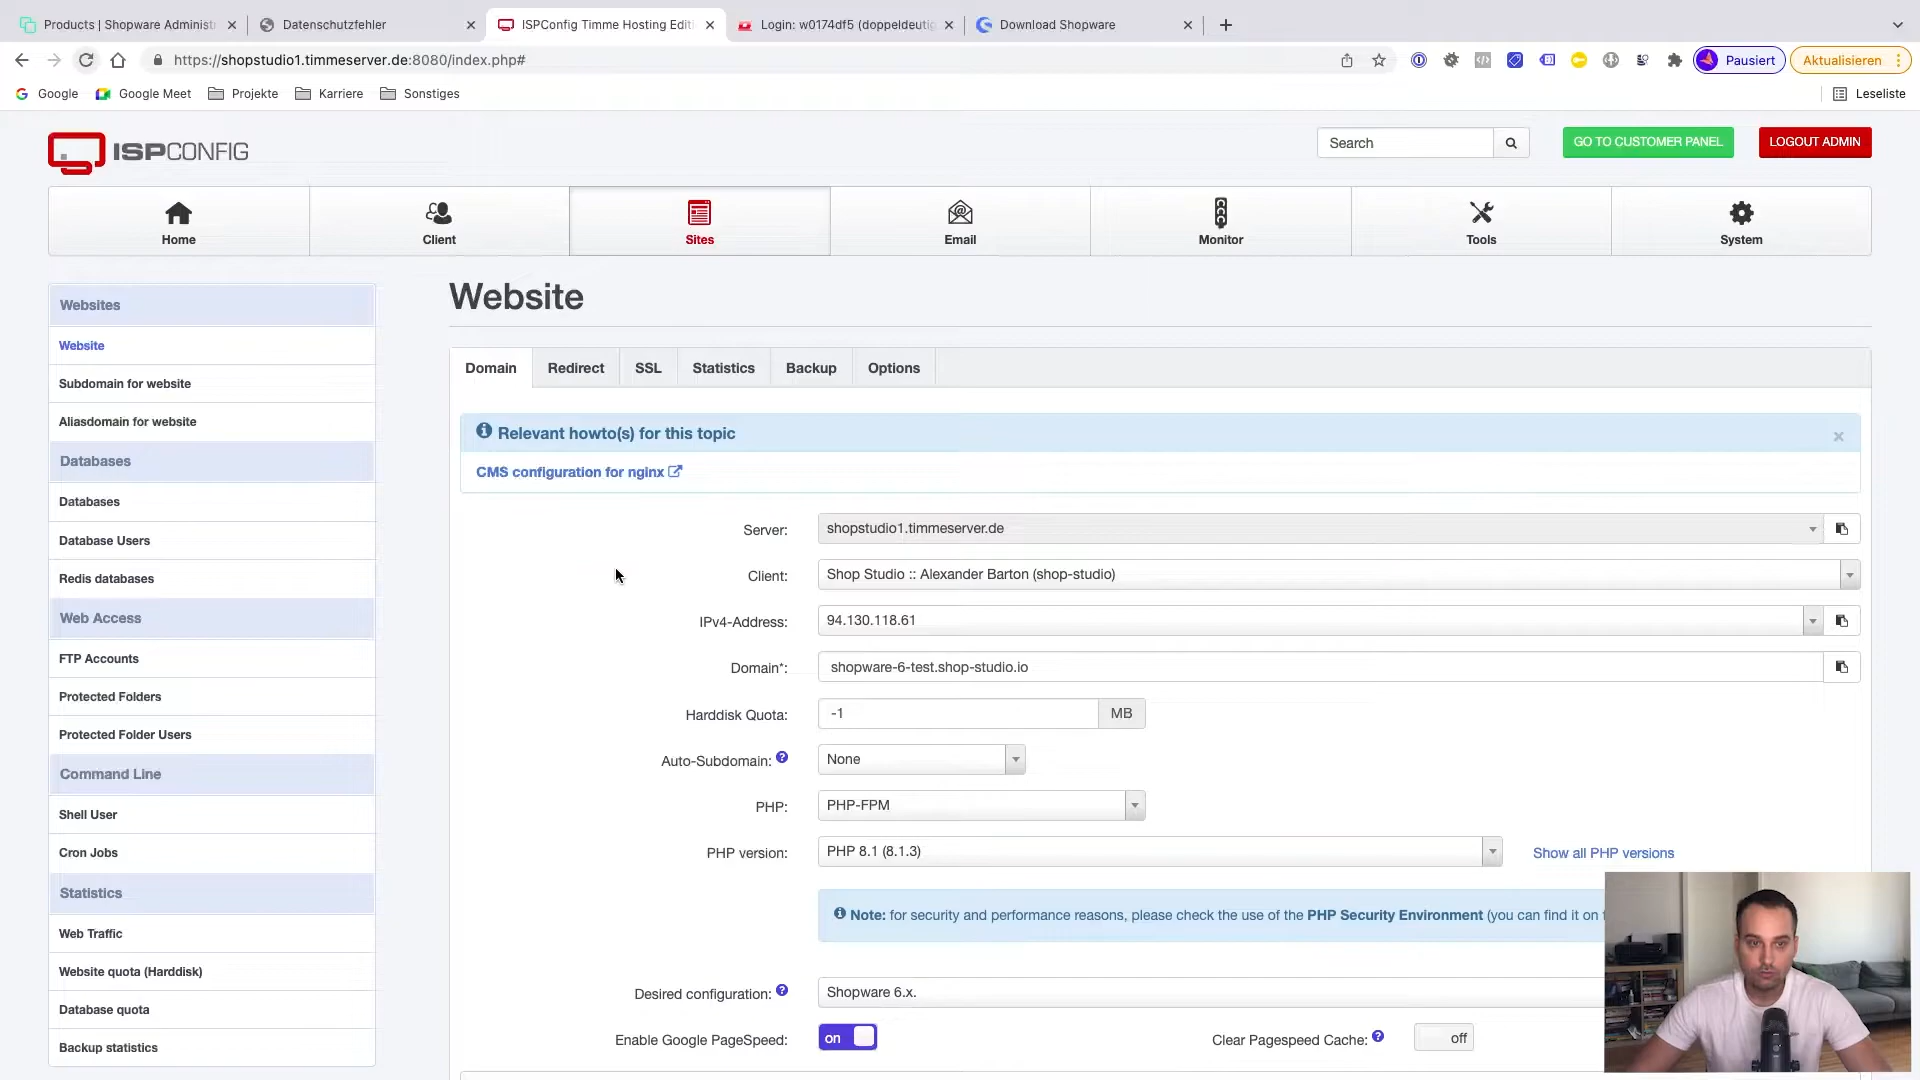 Products | Shopware Administ
Datenschutzfehler
ISPConfig Timme Hosting Editi
Login: w0174df5 (doppeldeutig
Download Shopware
https://shopstudio1.timmeserver.de:8080/index.php#
Pausiert
Aktualisieren
Google
Google Meet
Projekte
Karriere
Sonstiges
Leseliste
ISPCONFIG
Search
GO TO CUSTOMER PANEL
LOGOUT ADMIN
Home
Client
Sites
Email
Monitor
Tools
System
Websites
Website
Subdomain for website
Aliasdomain for website
Databases
Databases
Database Users
Redis databases
Web Access
FTP Accounts
Protected Folders
Protected Folder Users
Command Line
Shell User
Cron Jobs
Statistics
Web Traffic
Website quota (Harddisk)
Database quota
Backup statistics
Website
Domain
Redirect
SSL
Statistics
Backup
Options
Relevant howto(s) for this topic
CMS configuration for nginx
Server: shopstudio1.timmeserver.de
Client: Shop Studio :: Alexander Barton (shop-studio)
IPv4-Address: 94.130.118.61
Domain*: shopware-6-test.shop-studio.io
Harddisk Quota: -1 MB
Auto-Subdomain: None
PHP: PHP-FPM
PHP version: PHP 8.1 (8.1.3) Show all PHP versions
Note: for security and performance reasons, please check the use of the PHP Security Environment (you can find it on
Desired configuration: Shopware 6.x.
Enable Google PageSpeed: on Clear Pagespeed Cache: off